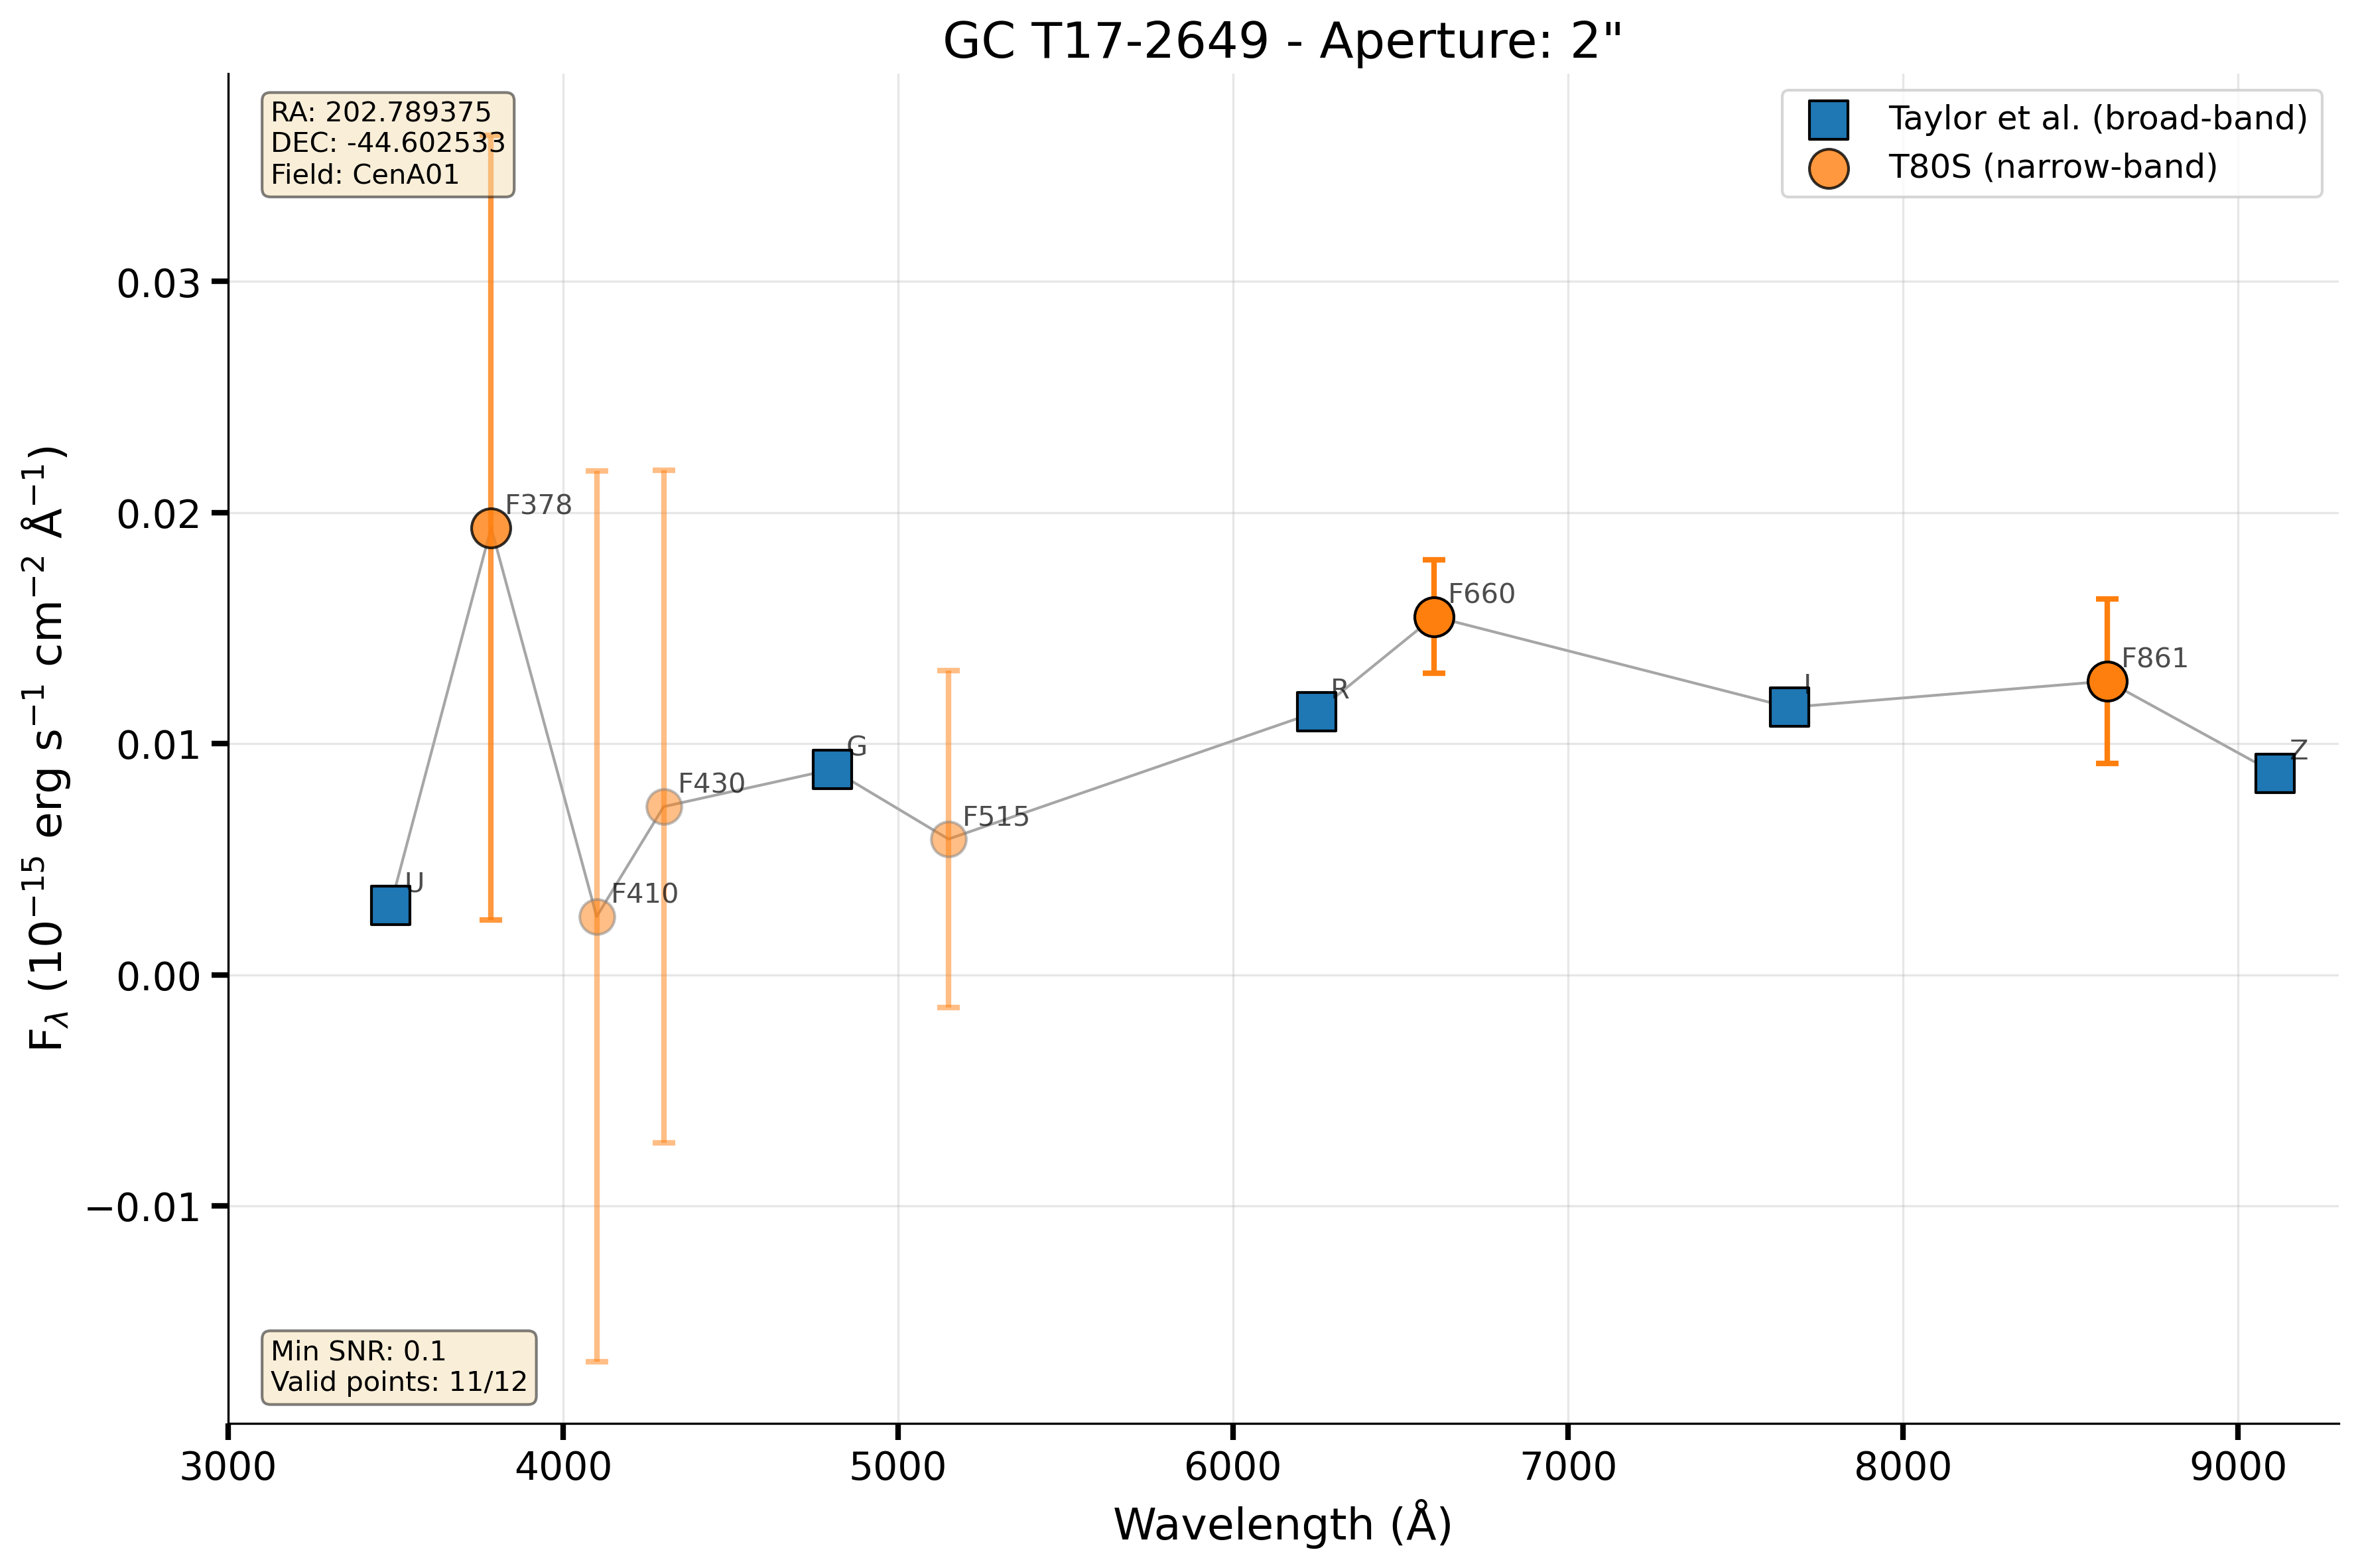 GC T17-2649 - Aperture: 2"
RA: 202.789375
DEC: -44.602533
Field: CenA01
Taylor et al. (broad-band)
T80S (narrow-band)
0.03
0.02
0.01
0.00
−0.01
F$_\lambda$ (10$^{-15}$ erg s$^{-1}$ cm$^{-2}$ Å$^{-1}$)
U
F378
F410
F430
G
F515
R
F660
I
F861
Z
Min SNR: 0.1
Valid points: 11/12
3000 4000 5000 6000 7000 8000 9000
Wavelength (Å)